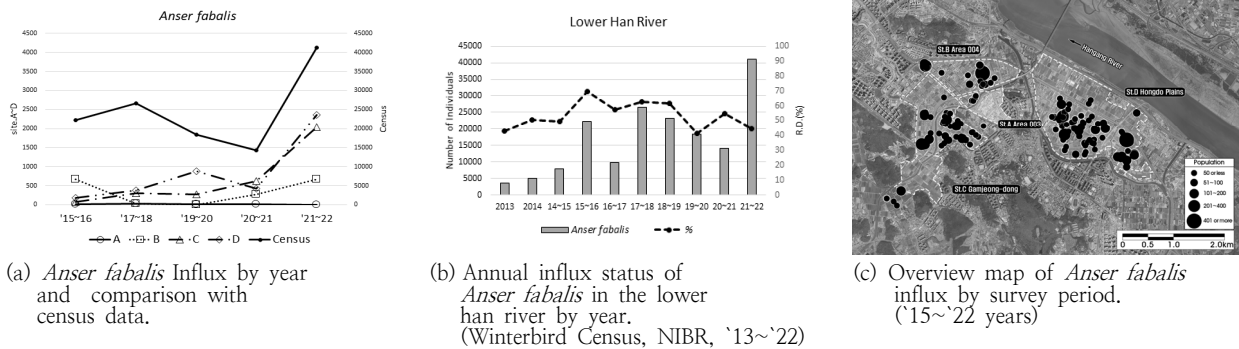 Anser fabalis
4500
4000
3500
3000
2500
2000
1500
1000
500
0
site.A~D
45000
40000
35000
30000
25000
20000
15000
10000
5000
0
Census
'15~16 '17~18 '19~20 '20~21 '21~22
A B C D Census
(a) Anser fabalis Influx by year
and comparison with
census data.
Lower Han River
45000
40000
35000
30000
25000
20000
15000
10000
5000
0
Number of Individuals
100
90
80
70
60
50
40
30
20
10
0
R.D.(%)
2013 2014 14~15 15~16 16~17 17~18 18~19 19~20 20~21 21~22
Anser fabalis %
(b) Annual influx status of
Anser fabalis in the lower
han river by year.
(Winterbird Census, NIBR, `13~`22)
St.B Area 004
Hangang River
St.D Hongdo Plains
St.A Area 003
St.C Gamjeong-dong
Population
50 or less
51~100
101~200
201~400
401 or more
0 0.5 1.0 2.0km
(c) Overview map of Anser fabalis
influx by survey period.
(`15~`22 years)